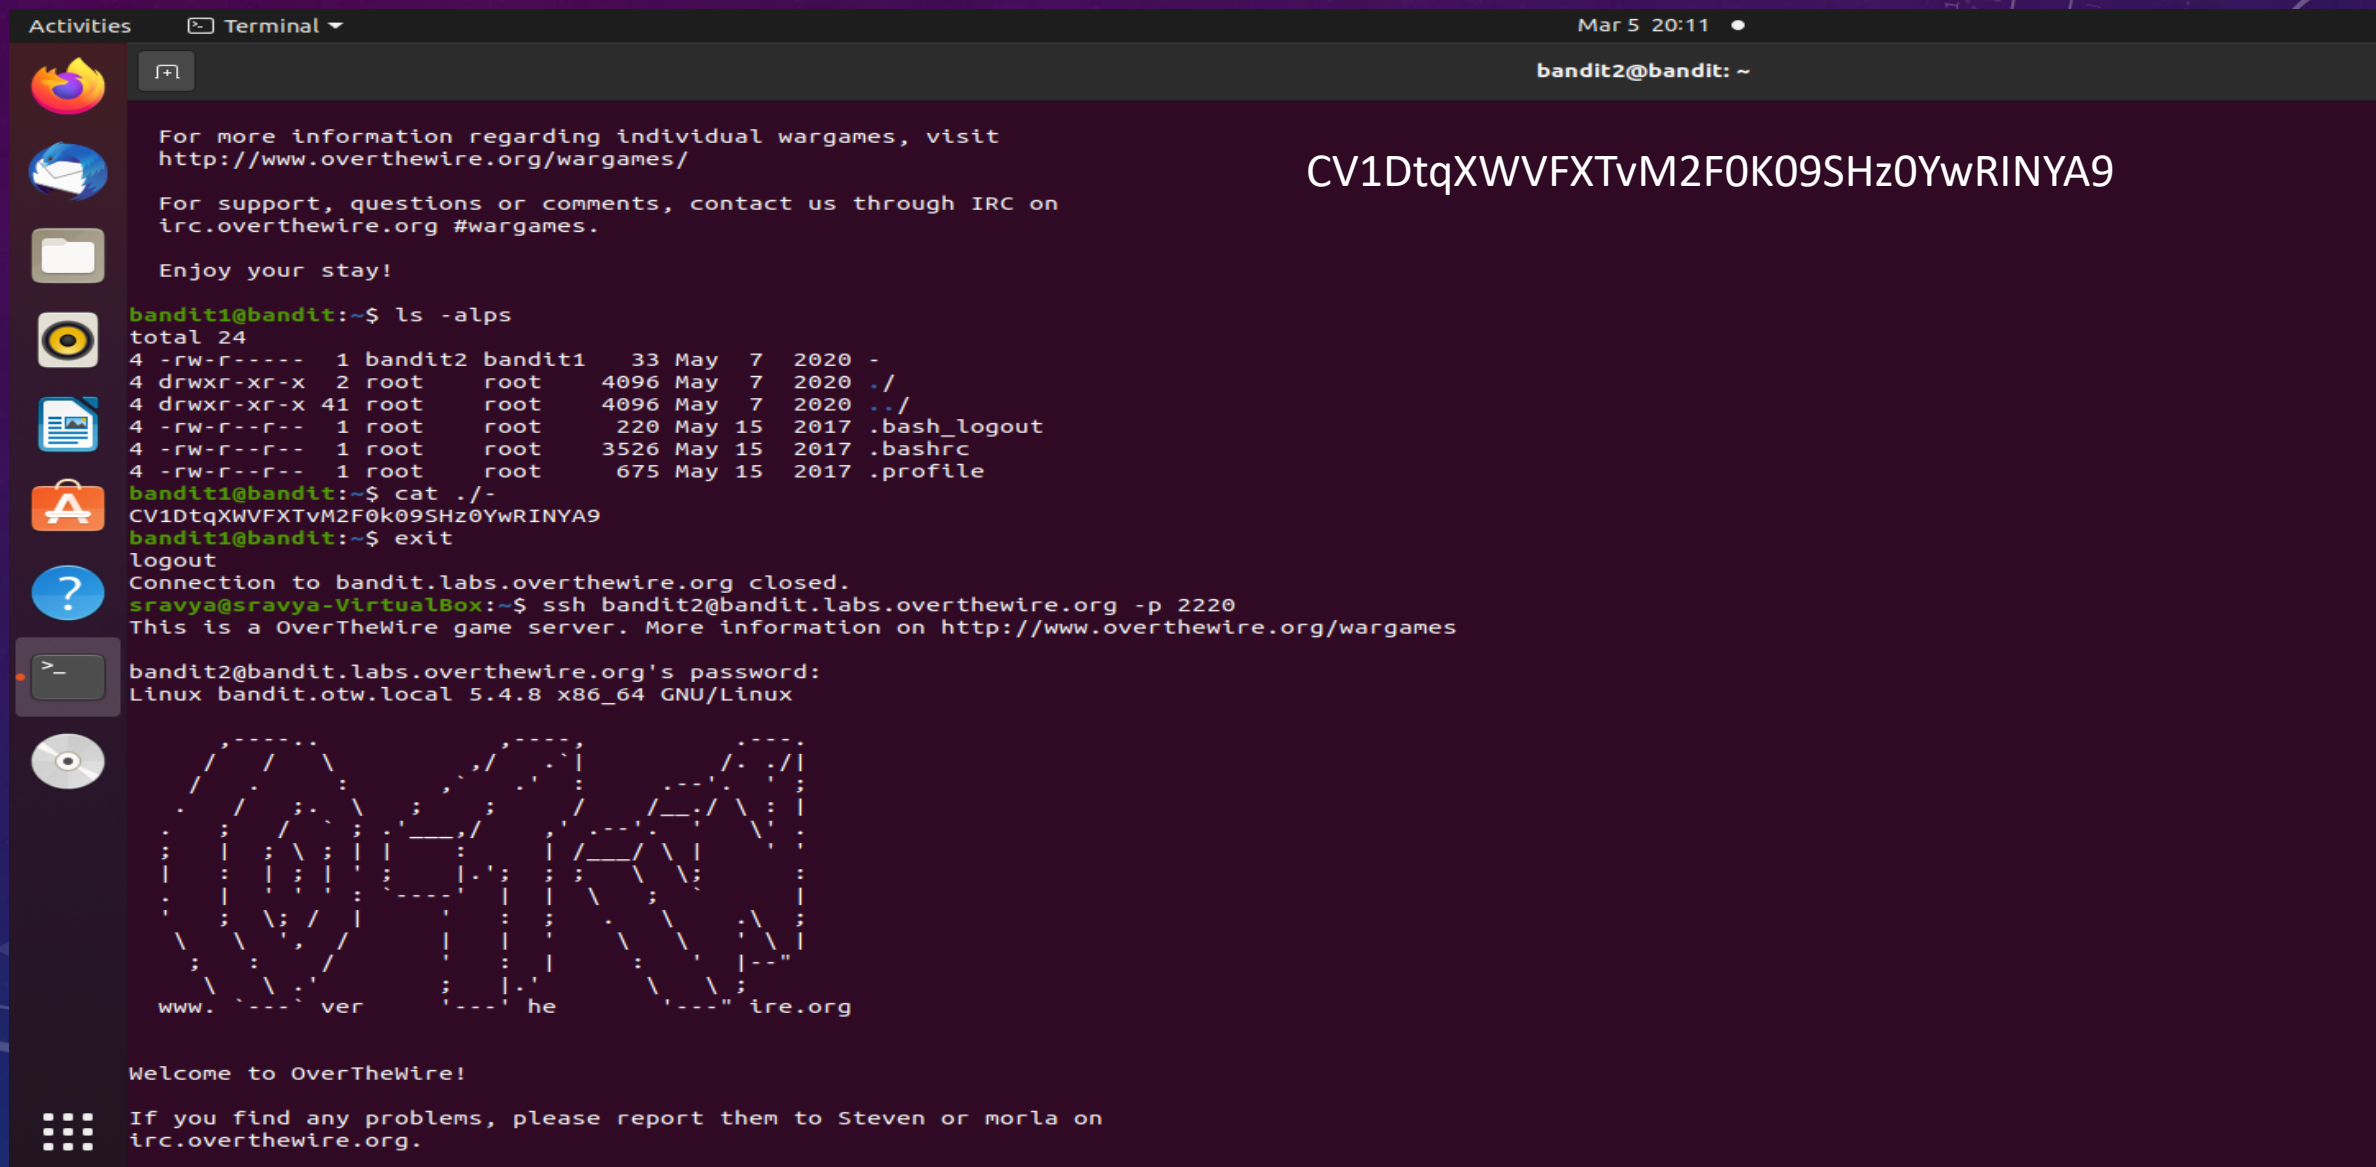 Activities Terminal Mar 5 20:11
bandit2@bandit: ~
For more information regarding individual wargames, visit
http://www.overthewire.org/wargames/
CV1DtqXWVFXTvM2F0K09SHz0YwRINYA9
For support, questions or comments, contact us through IRC on
irc.overthewire.org #wargames.
Enjoy your stay!
bandit1@bandit:~$ ls -alps
total 24
4 -rw-r----- 1 bandit2 bandit1 33 May 7 2020 -
4 drwxr-xr-x 2 root root 4096 May 7 2020 ./
4 drwxr-xr-x 41 root root 4096 May 7 2020 ../
4 -rw-r--r-- 1 root root 220 May 15 2017 .bash_logout
4 -rw-r--r-- 1 root root 3526 May 15 2017 .bashrc
4 -rw-r--r-- 1 root root 675 May 15 2017 .profile
bandit1@bandit:~$ cat ./-
CV1DtqXWVFXTvM2F0k09SHz0YwRINYA9
bandit1@bandit:~$ exit
logout
Connection to bandit.labs.overthewire.org closed.
sravya@sravya-VirtualBox:~$ ssh bandit2@bandit.labs.overthewire.org -p 2220
This is a OverTheWire game server. More information on http://www.overthewire.org/wargames
bandit2@bandit.labs.overthewire.org's password:
Linux bandit.otw.local 5.4.8 x86_64 GNU/Linux
www. `---` ver '---' he '---" ire.org
Welcome to OverTheWire!
If you find any problems, please report them to Steven or morla on
irc.overthewire.org.